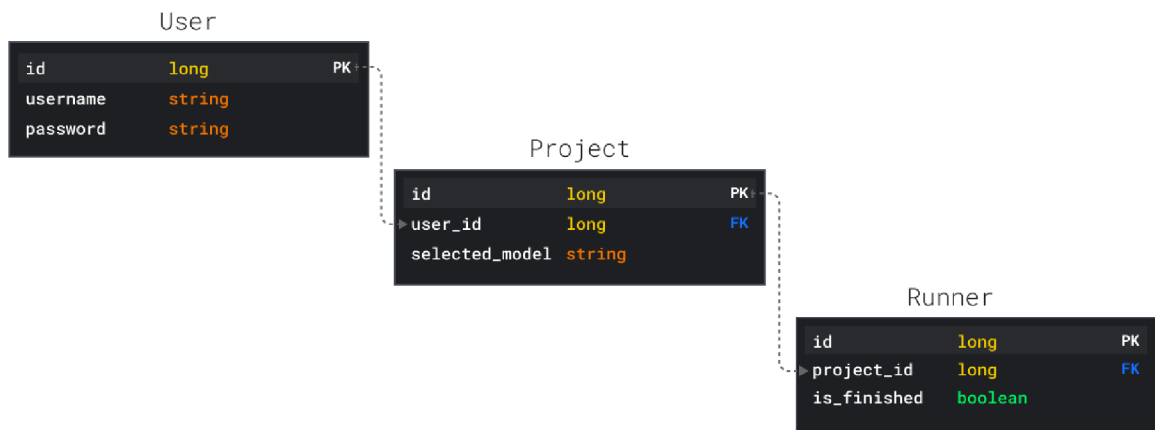 User
id long PK
username string
password string
Project
id long PK
user_id long FK
selected_model string
Runner
id long PK
project_id long FK
is_finished boolean